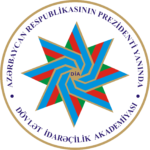 AZƏRBAYCAN RESPUBLİKASININ PREZİDENTİ YANINDA
DİA
DÖVLƏT İDARƏÇİLİK AKADEMİYASI